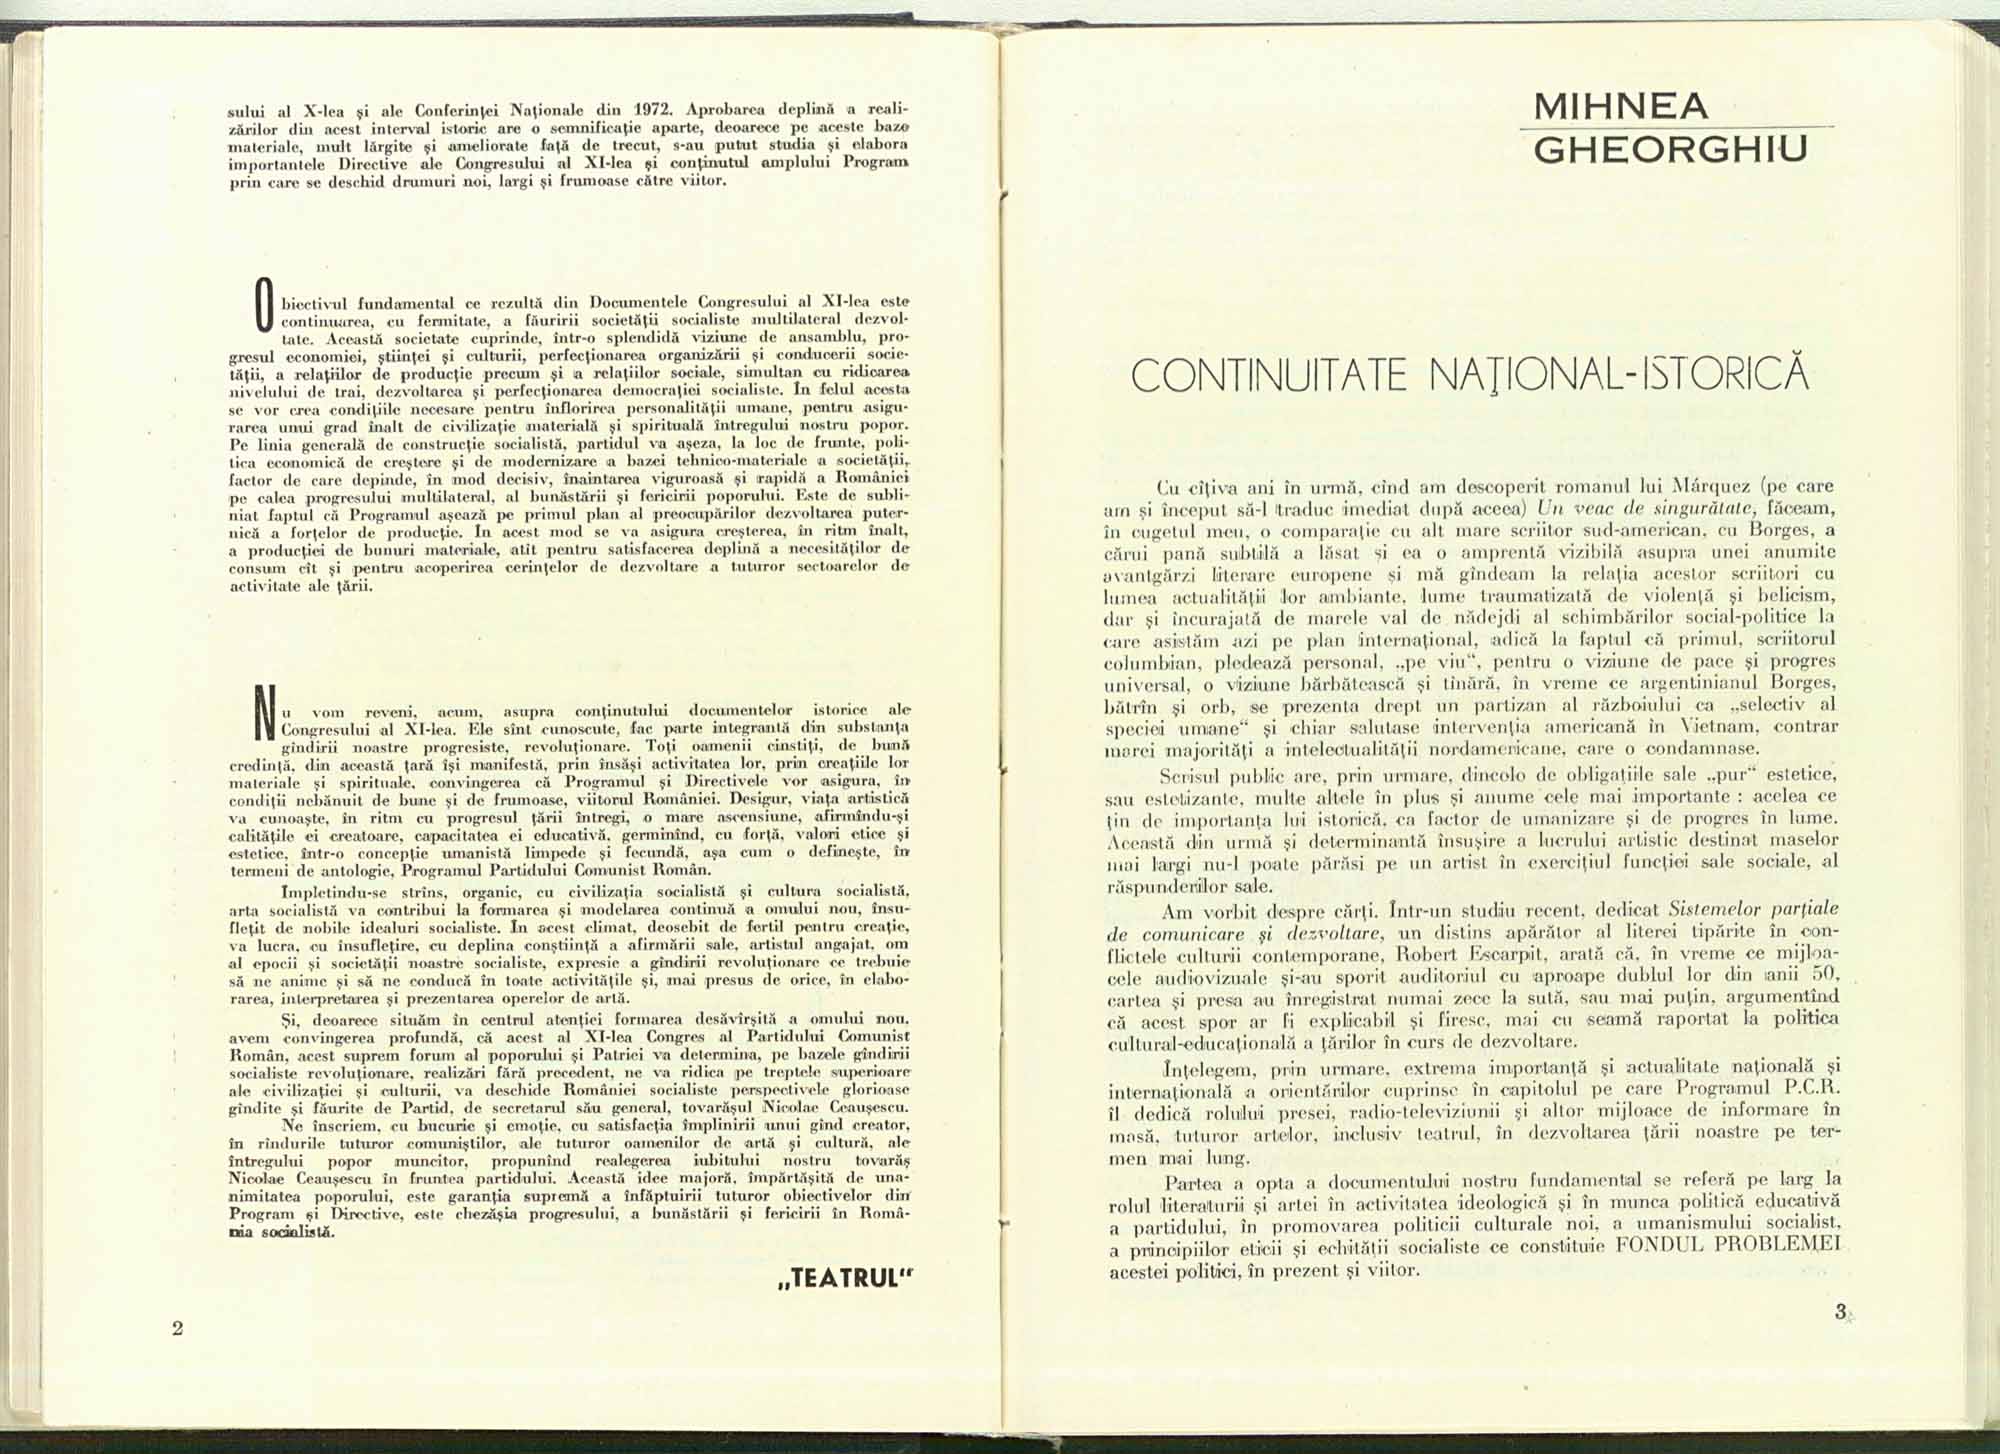 sului al X-lea și ale Conferinței Naționale din 1972. Aprobarea deplină a reali-
zărilor din acest interval istoric are o semnificație aparte, deoarece pe aceste baze
materiale, mult lărgite și ameliorate față de trecut, s-au putut studia și elabora
importantele Directive ale Congresului al XI-lea și conținutul amplului Program
prin care se deschid drumuri noi, largi și frumoase către viitor.
Obiectivul fundamental ce rezultă din Documentele Congresului al XI-lea este
continuarea, cu fermitate, a făuririi societății socialiste multilateral dezvol-
tate. Această societate cuprinde, într-o splendidă viziune de ansamblu, pro-
gresul economiei, științei și culturii, perfecționarea organizării și conducerii socie-
tății, a relațiilor de producție precum și a relațiilor sociale, simultan cu ridicarea
nivelului de trai, dezvoltarea și perfecționarea democrației socialiste. În felul acesta
se vor crea condițiile necesare pentru înflorirea personalității umane, pentru asigu-
rarea unui grad înalt de civilizație materială și spirituală întregului nostru popor.
Pe linia generală de construcție socialistă, partidul va așeza, la loc de frunte, poli-
tica economică de creștere și de modernizare a bazei tehnico-materiale a societății,
factor de care depinde, în mod decisiv, înaintarea viguroasă și rapidă a României
pe calea progresului multilateral, al bunăstării și fericirii poporului. Este de subli-
niat faptul că Programul așează pe primul plan al preocupărilor dezvoltarea puter-
nică a forțelor de producție. In acest mod se va asigura creșterea, în ritm înalt,
a producției de bunuri materiale, atît pentru satisfacerea deplină a necesităților de
consum cît și pentru acoperirea cerințelor de dezvoltare a tuturor sectoarelor de
activitate ale țării.
Nu vom reveni, acum, asupra conținutului documentelor istorice ale
Congresului al XI-lea. Ele sînt cunoscute, fac parte integrantă din substanța
gîndirii noastre progresiste, revoluționare. Toți oamenii cinstiți, de bună
credință, din această țară își manifestă, prin însăși activitatea lor, prin creațiile lor
materiale și spirituale, convingerea că Programul și Directivele vor asigura, în
condiții nebănuit de bune și de frumoase, viitorul României. Desigur, viața artistică
va cunoaște, în ritm cu progresul țării întregi, o mare ascensiune, afirmîndu-și
calitățile ei creatoare, capacitatea ei educativă, germinînd, cu forță, valori etice și
estetice, într-o concepție umanistă limpede și fecundă, așa cum o definește, în
termeni de antologie, Programul Partidului Comunist Român.
Impletindu-se strîns, organic, cu civilizația socialistă și cultura socialistă,
arta socialistă va contribui la formarea și modelarea continuă a omului nou, însu-
flețit de nobile idealuri socialiste. În acest climat, deosebit de fertil pentru creație,
va lucra, cu însuflețire, cu deplina conștiință a afirmării sale, artistul angajat, om
al epocii și societății noastre socialiste, expresie a gîndirii revoluționare ce trebuie
să ne anime și să ne conducă în toate activitățile și, mai presus de orice, în elabo-
rarea, interpretarea și prezentarea operelor de artă.
Și, deoarece situăm în centrul atenției formarea desăvîrșită a omului nou,
avem convingerea profundă, că acest al XI-lea Congres al Partidului Comunist
Român, acest suprem forum al poporului și Patriei va determina, pe bazele gîndirii
socialiste revoluționare, realizări fără precedent, ne va ridica pe treptele superioare
ale civilizației și culturii, va deschide României socialiste perspectivele glorioase
gîndite și făurite de Partid, de secretarul său general, tovarășul Nicolae Ceaușescu.
Ne înscriem, cu bucurie și emoție, cu satisfacția împlinirii unui gînd creator,
în rîndurile tuturor comuniștilor, ale tuturor oamenilor de artă și cultură, ale
întregului popor muncitor, propunînd realegerea iubitului nostru tovarăș
Nicolae Ceaușescu în fruntea partidului. Această idee majoră, împărtășită de una-
nimitatea poporului, este garanția supremă a înfăptuirii tuturor obiectivelor din
Program și Directive, este chezășia progresului, a bunăstării și fericirii în Româ-
nia socialistă.
„TEATRUL“
2
MIHNEA
GHEORGHIU
CONTINUITATE NAȚIONAL-ISTORICĂ
Cu cîțiva ani în urmă, cînd am descoperit romanul lui Márquez (pe care
am și început să-l traduc imediat după aceea) Un veac de singurătate, făceam,
în cugetul meu, o comparație cu alt mare scriitor sud-american, cu Borges, a
cărui pană subtilă a lăsat și ea o amprentă vizibilă asupra unei anumite
avantgărzi literare europene și mă gîndeam la relația acestor scriitori cu
lumea actualității lor ambiante, lume traumatizată de violență și belicism,
dar și încurajată de marele val de nădejdi al schimbărilor social-politice la
care asistăm azi pe plan internațional, adică la faptul că primul, scriitorul
columbian, pledează personal, „pe viu“, pentru o viziune de pace și progres
universal, o viziune bărbătească și tînără, în vreme ce argentinianul Borges,
bătrîn și orb, se prezenta drept un partizan al războiului ca „selectiv al
speciei umane“ și chiar salutase intervenția americană în Vietnam, contrar
marei majorități a intelectualității nordamericane, care o condamnase.
Scrisul public are, prin urmare, dincolo de obligațiile sale „pur“ estetice,
sau estetizante, multe altele în plus și anume cele mai importante : acelea ce
țin de importanța lui istorică, ca factor de umanizare și de progres în lume.
Această din urmă și determinantă însușire a lucrului artistic destinat maselor
mai largi nu-l poate părăsi pe un artist în exercițiul funcției sale sociale, al
răspunderilor sale.
Am vorbit despre cărți. Într-un studiu recent, dedicat Sistemelor parțiale
de comunicare și dezvoltare, un distins apărător al literei tipărite în con-
flictele culturii contemporane, Robert Escarpit, arată că, în vreme ce mijloa-
cele audiovizuale și-au sporit auditoriul cu aproape dublul lor din anii 50,
cartea și presa au înregistrat numai zece la sută, sau mai puțin, argumentînd
că acest spor ar fi explicabil și firesc, mai cu seamă raportat la politica
cultural-educațională a țărilor în curs de dezvoltare.
Înțelegem, prin urmare, extrema importanță și actualitate națională și
internațională a orientărilor cuprinse în capitolul pe care Programul P.C.R.
îl dedică rolului presei, radio-televiziunii și altor mijloace de informare în
masă, tuturor artelor, inclusiv teatrul, în dezvoltarea țării noastre pe ter-
men mai lung.
Partea a opta a documentului nostru fundamental se referă pe larg la
rolul literaturii și artei în activitatea ideologică și în munca politică educativă
a partidului, în promovarea politicii culturale noi, a umanismului socialist,
a principiilor eticii și echității socialiste ce constituie FONDUL PROBLEMEI
acestei politici, în prezent și viitor.
3